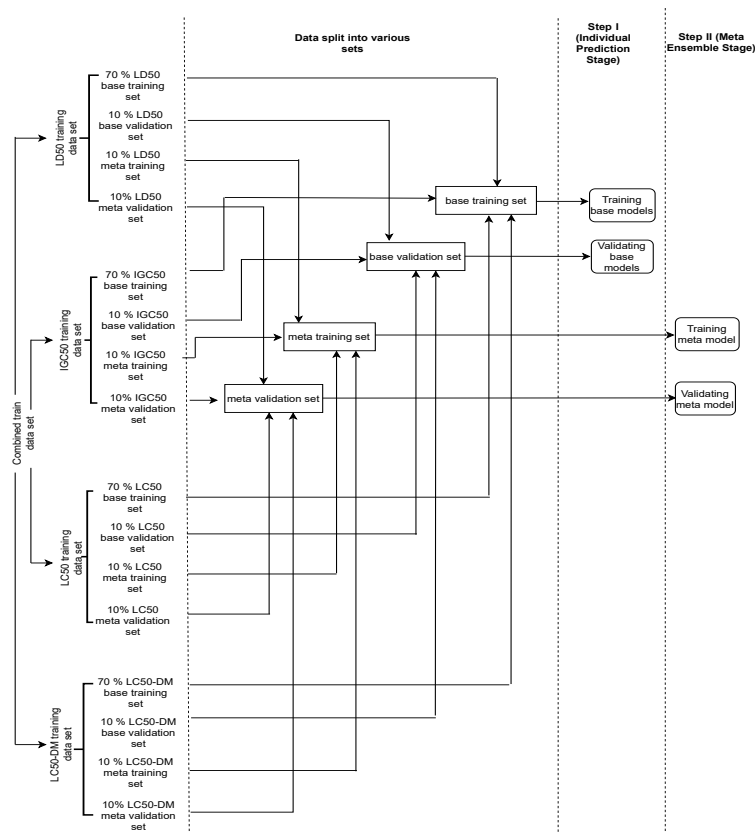 Data split into various
sets
Step I
(Individual
Prediction
Stage)
Step II (Meta
Ensemble Stage)
Combined train
data set
LD50 training
data set
70 % LD50
base training
set
10 % LD50
base validation
set
10 % LD50
meta training
set
10% LD50
meta validation
set
IGC50 training
data set
70 % IGC50
base training
set
10 % IGC50
base validation
set
10 % IGC50
meta training
set
10% IGC50
meta validation
set
LC50 training
data set
70 % LC50
base training
set
10 % LC50
base validation
set
10 % LC50
meta training
set
10% LC50
meta validation
set
LC50-DM training
data set
70 % LC50-DM
base training
set
10 % LC50-DM
base validation
set
10 % LC50-DM
meta training
set
10% LC50-DM
meta validation
set
base training set
base validation set
meta training set
meta validation set
Training
base models
Validating
base
models
Training
meta model
Validating
meta model